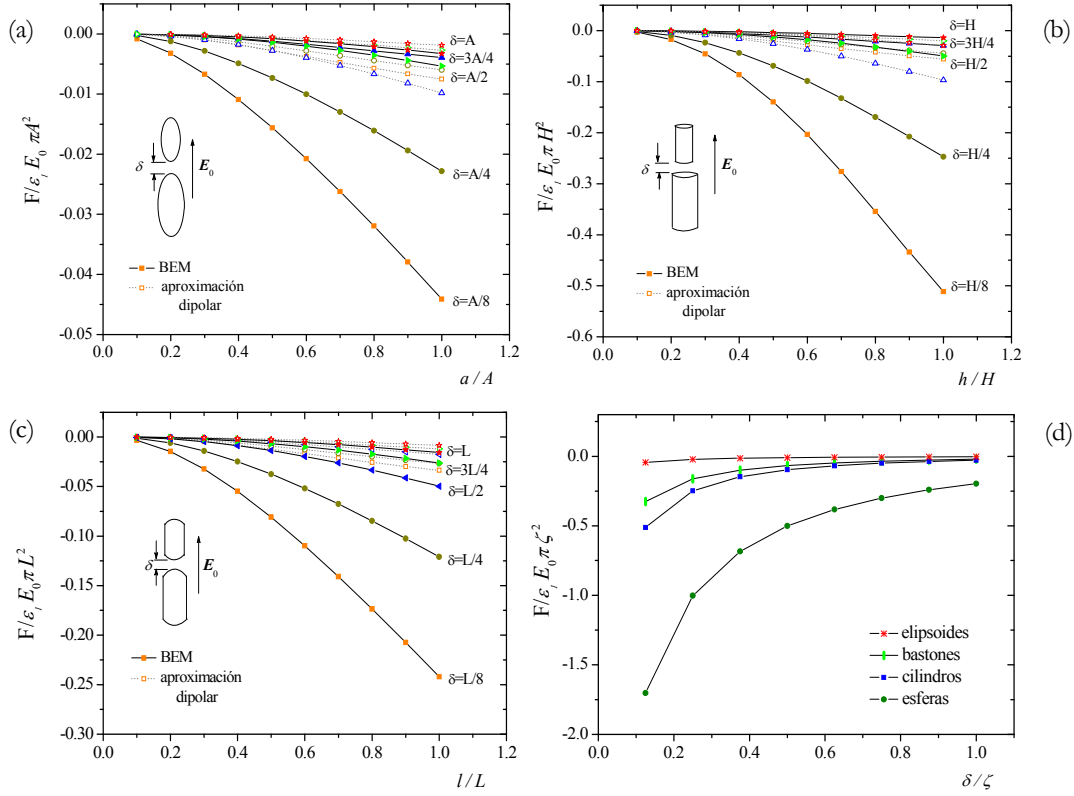 (a)
0.00
-0.01
-0.02
-0.03
-0.04
-0.05
0.0 0.2 0.4 0.6 0.8 1.0 1.2
F/εl E0 πA²
a/A
δ=A
δ=3A/4
δ=A/2
δ=A/4
δ=A/8
δ
E0
BEM
aproximación
dipolar
(b)
0.0
-0.1
-0.2
-0.3
-0.4
-0.5
-0.6
0.0 0.2 0.4 0.6 0.8 1.0 1.2
F/εl E0 π H²
h/H
δ=H
δ=3H/4
δ=H/2
δ=H/4
δ=H/8
δ
E0
BEM
aproximación
dipolar
(c)
0.00
-0.05
-0.10
-0.15
-0.20
-0.25
-0.30
0.0 0.2 0.4 0.6 0.8 1.0 1.2
F/εl E0 π L²
l/L
δ=L
δ=3L/4
δ=L/2
δ=L/4
δ=L/8
δ
E0
BEM
aproximación
dipolar
(d)
0.0
-0.5
-1.0
-1.5
-2.0
0.0 0.2 0.4 0.6 0.8 1.0
F/εl E0 π ζ²
δ/ζ
elipsoides
bastones
cilindros
esferas